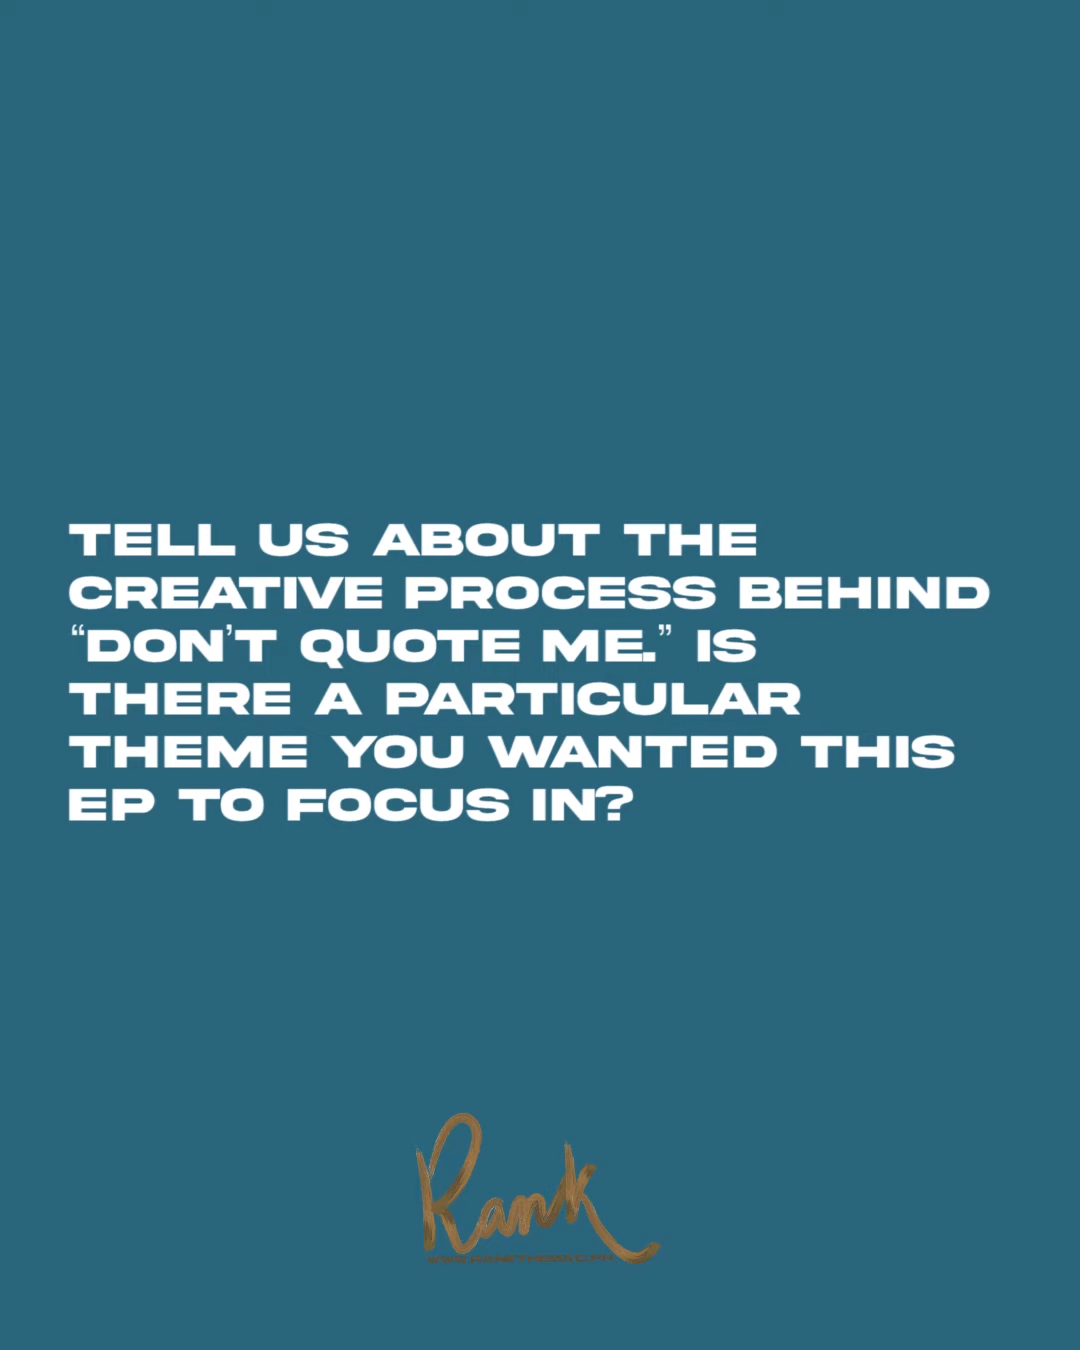 TELL US ABOUT THE
CREATIVE PROCESS BEHIND
“DON’T QUOTE ME.” IS
THERE A PARTICULAR
THEME YOU WANTED THIS
EP TO FOCUS IN?
Rank